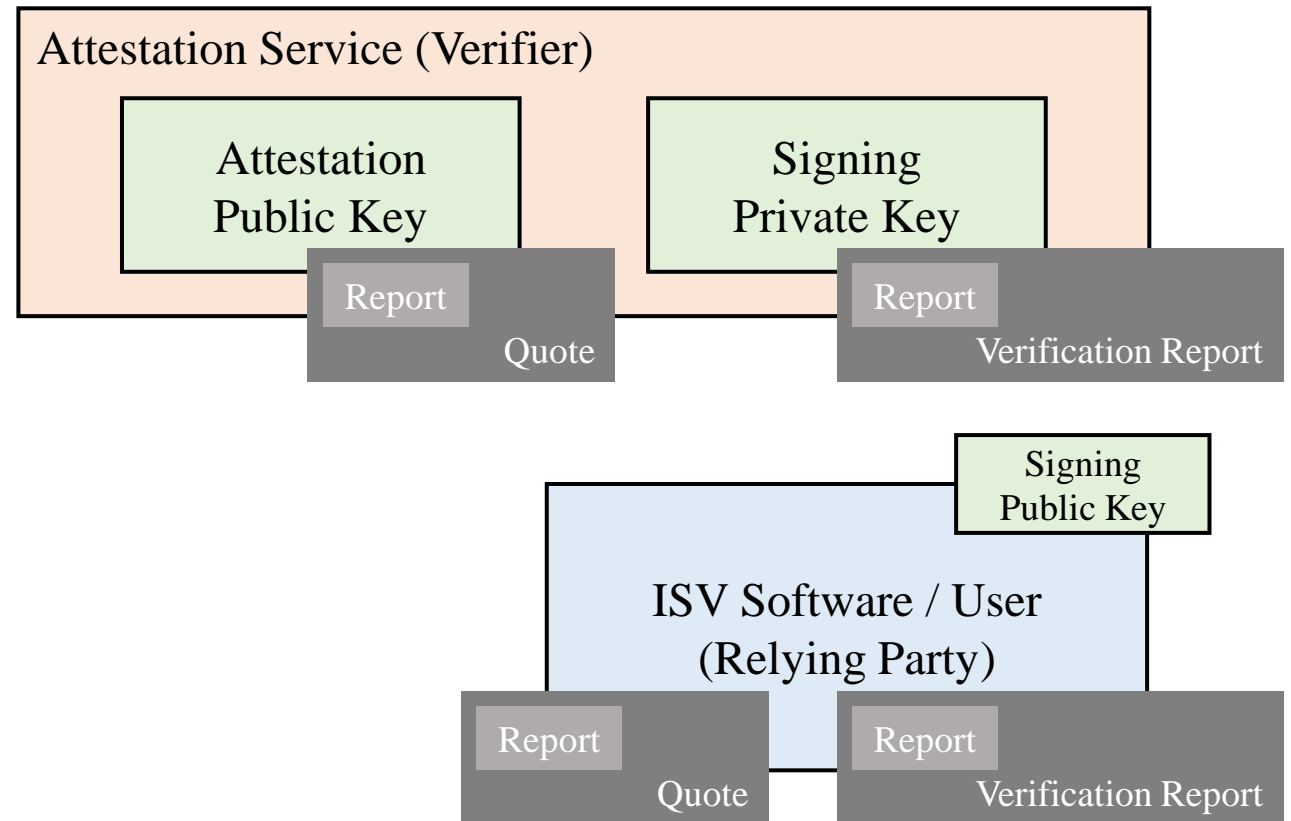 Attestation Service (Verifier)
Attestation
Public Key
Signing
Private Key
Report
Quote
Report
Verification Report
Signing
Public Key
ISV Software / User
(Relying Party)
Report
Quote
Report
Verification Report